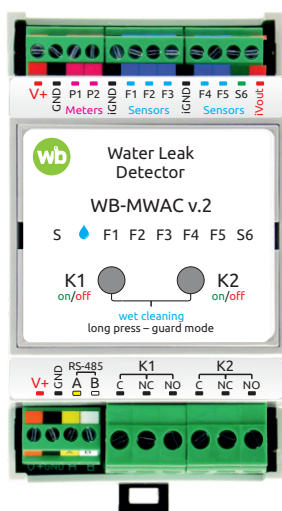 V+ GND P1 P2 iGND F1 F2 F3 iGND F4 F5 S6 iVout
Meters Sensors Sensors
wb
Water Leak
Detector
WB-MWAC v.2
S F1 F2 F3 F4 F5 S6
K1 K2
on/off on/off
wet cleaning
long press – guard mode
RS-485 K1 K2
V+ GND A B C NC NO C NC NO
V+ GND A B